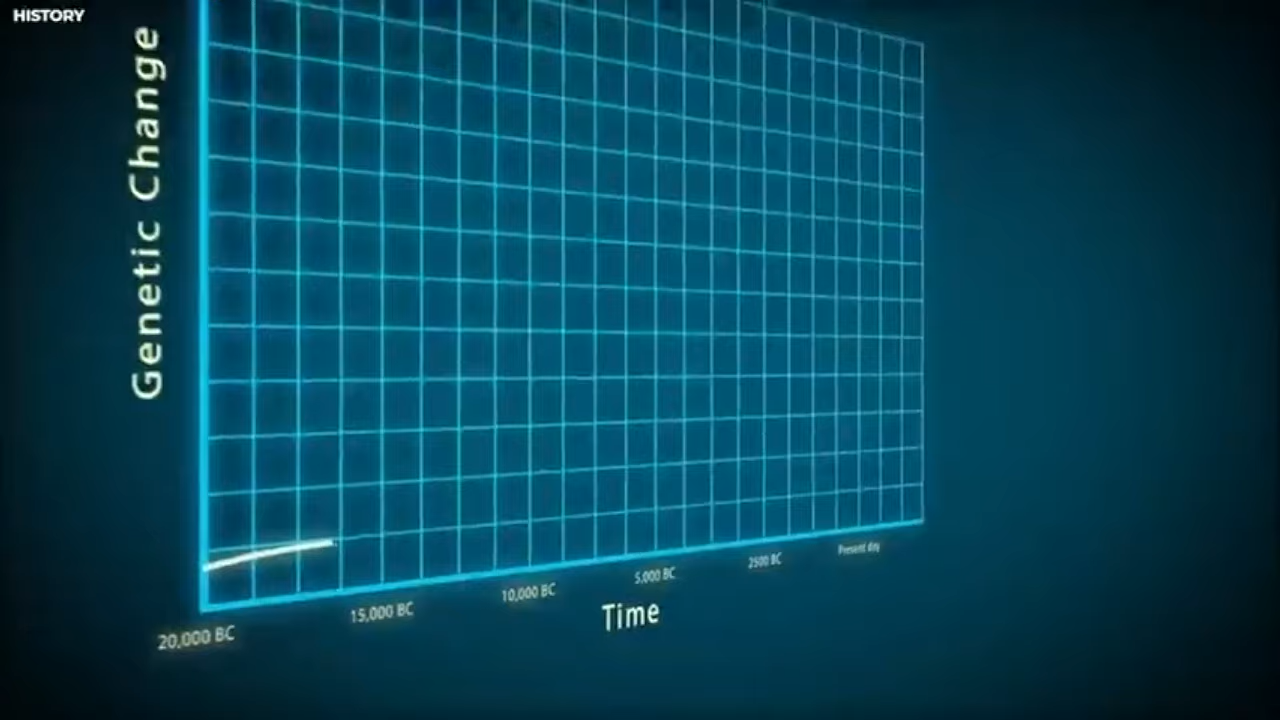 HISTORY
Genetic Change
20,000 BC
15,000 BC
10,000 BC
5,000 BC
2500 BC
Present day
Time